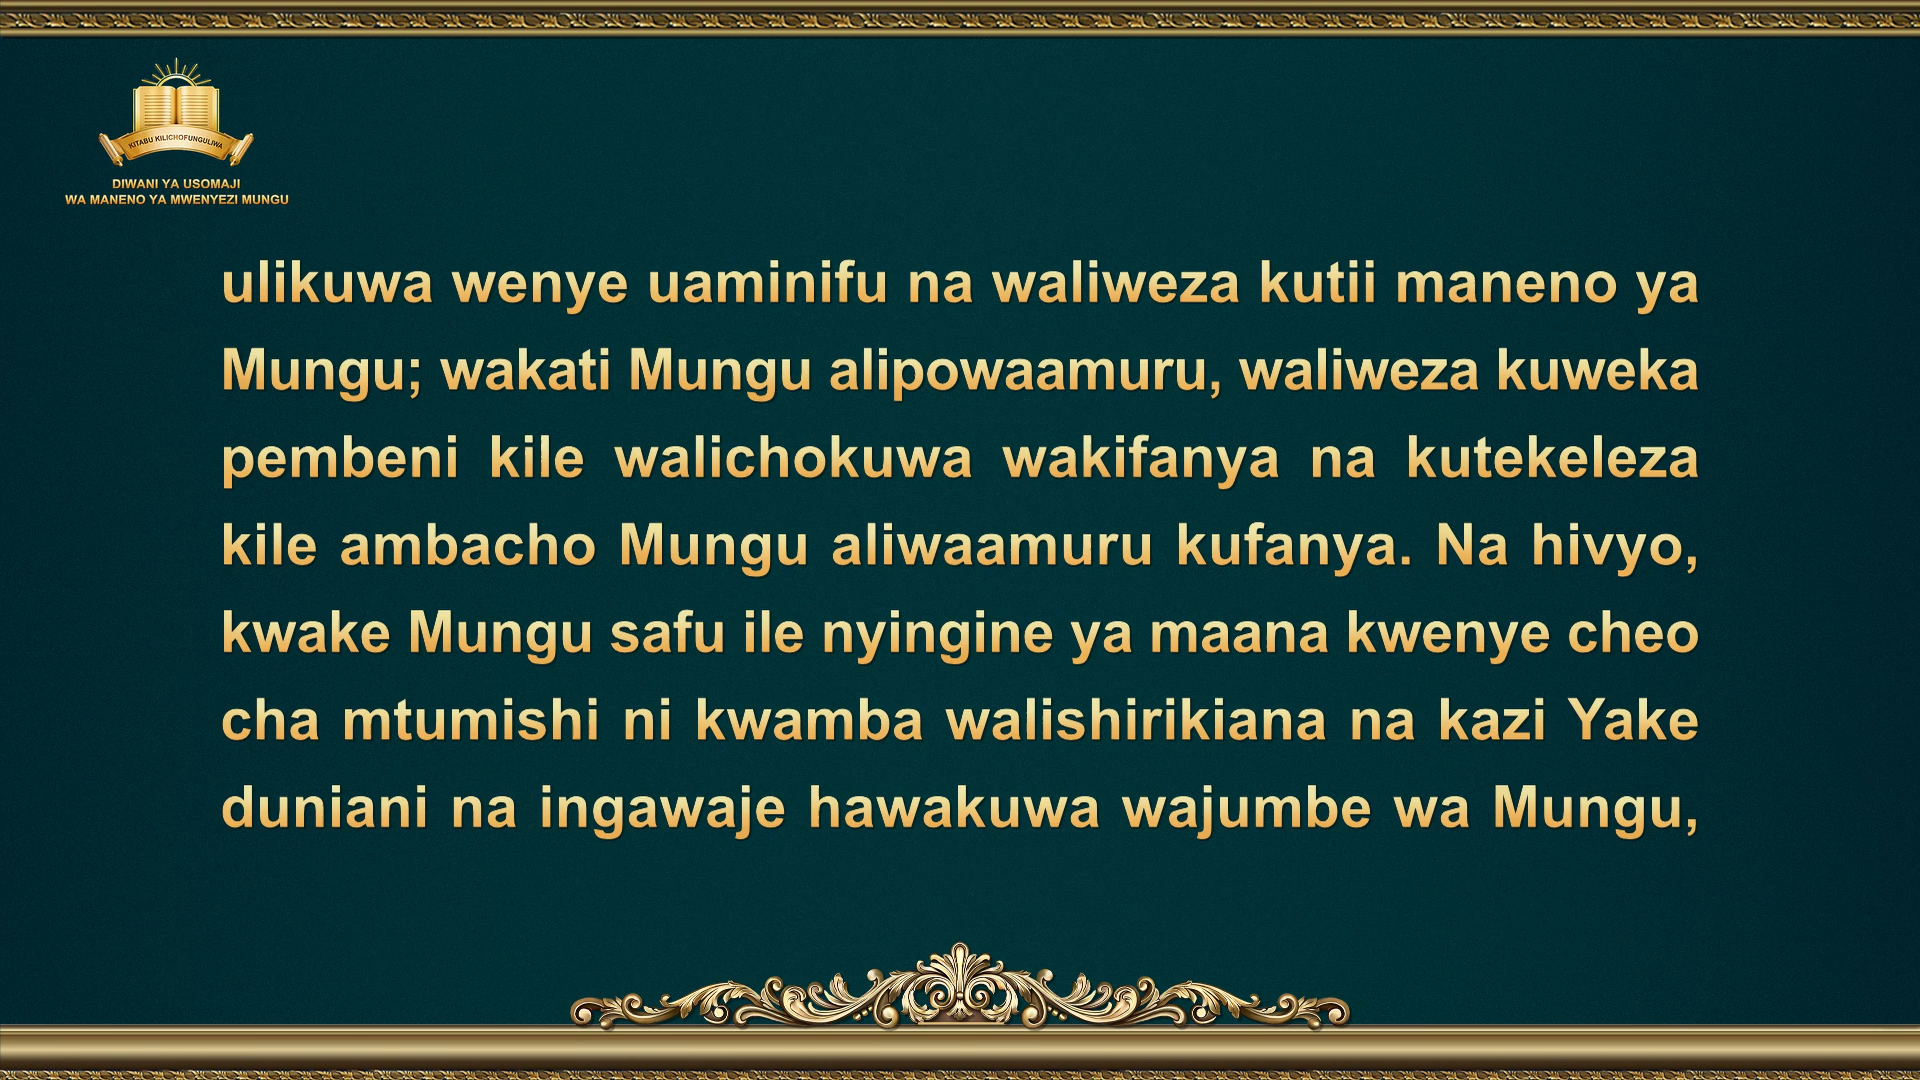 KITABU KILICHOFUNGULIWA
DIWANI YA USOMAJI
WA MANENO YA MWENYEZI MUNGU
ulikuwa wenye uaminifu na waliweza kutii maneno ya
Mungu; wakati Mungu alipowaamuru, waliweza kuweka
pembeni kile walichokuwa wakifanya na kutekeleza
kile ambacho Mungu aliwaamuru kufanya. Na hivyo,
kwake Mungu safu ile nyingine ya maana kwenye cheo
cha mtumishi ni kwamba walishirikiana na kazi Yake
duniani na ingawaje hawakuwa wajumbe wa Mungu,